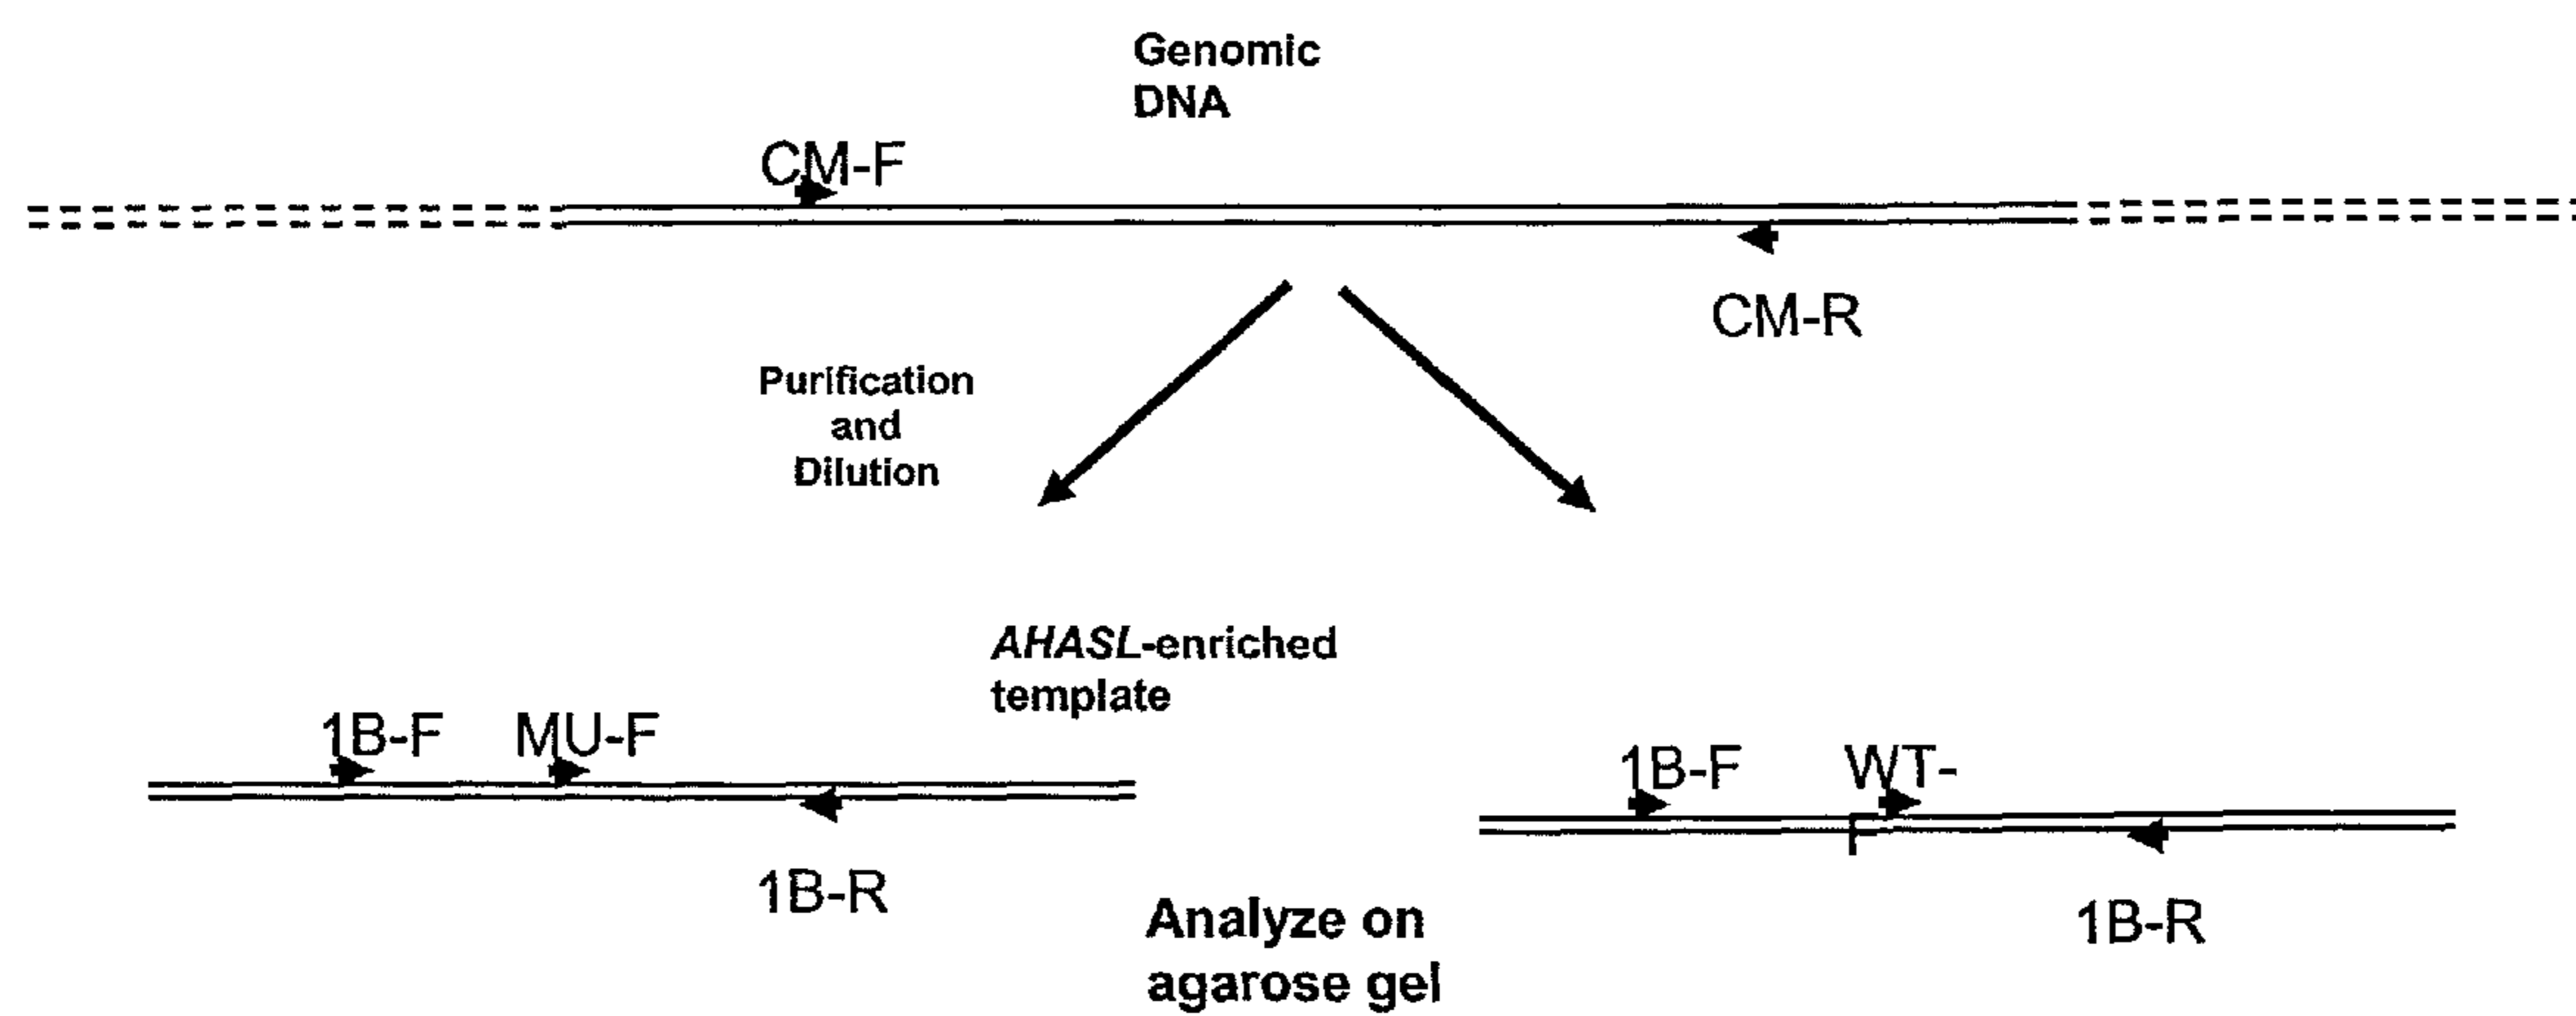 Genomic
DNA
CM-F
CM-R
Purification
and
Dilution
AHASL-enriched
template
1B-F MU-F
1B-R
1B-F WT-
F
1B-R
Analyze on
agarose gel